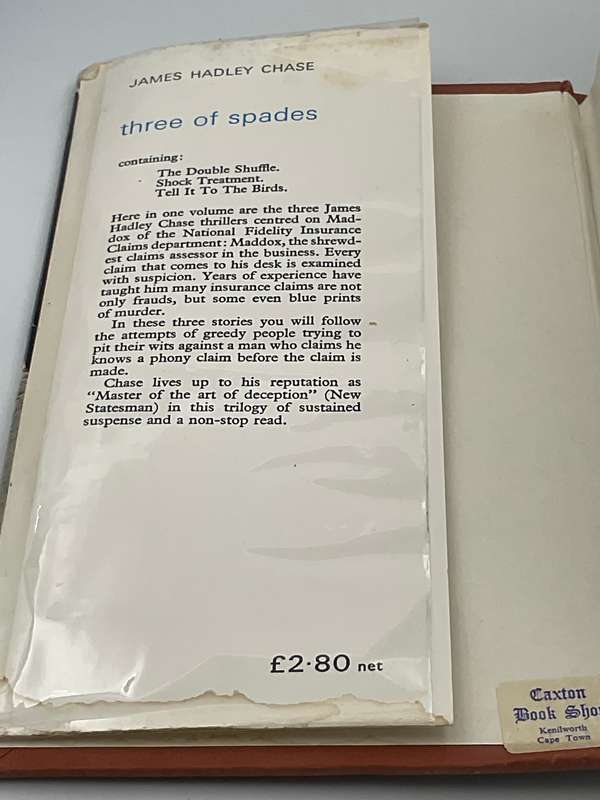 JAMES HADLEY CHASE
three of spades
containing:
The Double Shuffle.
Shock Treatment.
Tell It To The Birds.
Here in one volume are the three James
Hadley Chase thrillers centred on Mad-
dox of the National Fidelity Insurance
Claims department: Maddox, the shrewd-
est claims assessor in the business. Every
claim that comes to his desk is examined
with suspicion. Years of experience have
taught him many insurance claims are not
only frauds, but some even blue prints
of murder.
In these three stories you will follow
the attempts of greedy people trying to
pit their wits against a man who claims he
knows a phony claim before the claim is
made.
Chase lives up to his reputation as
"Master of the art of deception" (New
Statesman) in this trilogy of sustained
suspense and a non-stop read.
£2·80 net
Caxton
Book Sho
Kenilworth
Cape Town